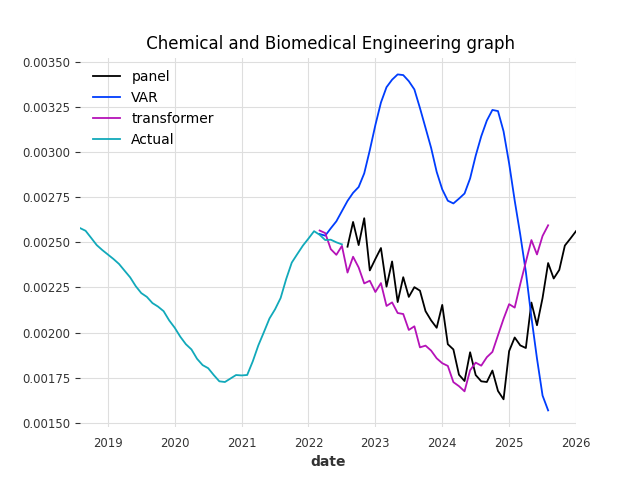 Chemical and Biomedical Engineering graph
0.00350
0.00325
0.00300
0.00275
0.00250
0.00225
0.00200
0.00175
0.00150
panel
VAR
transformer
Actual
2019 2020 2021 2022 2023 2024 2025 2026
date